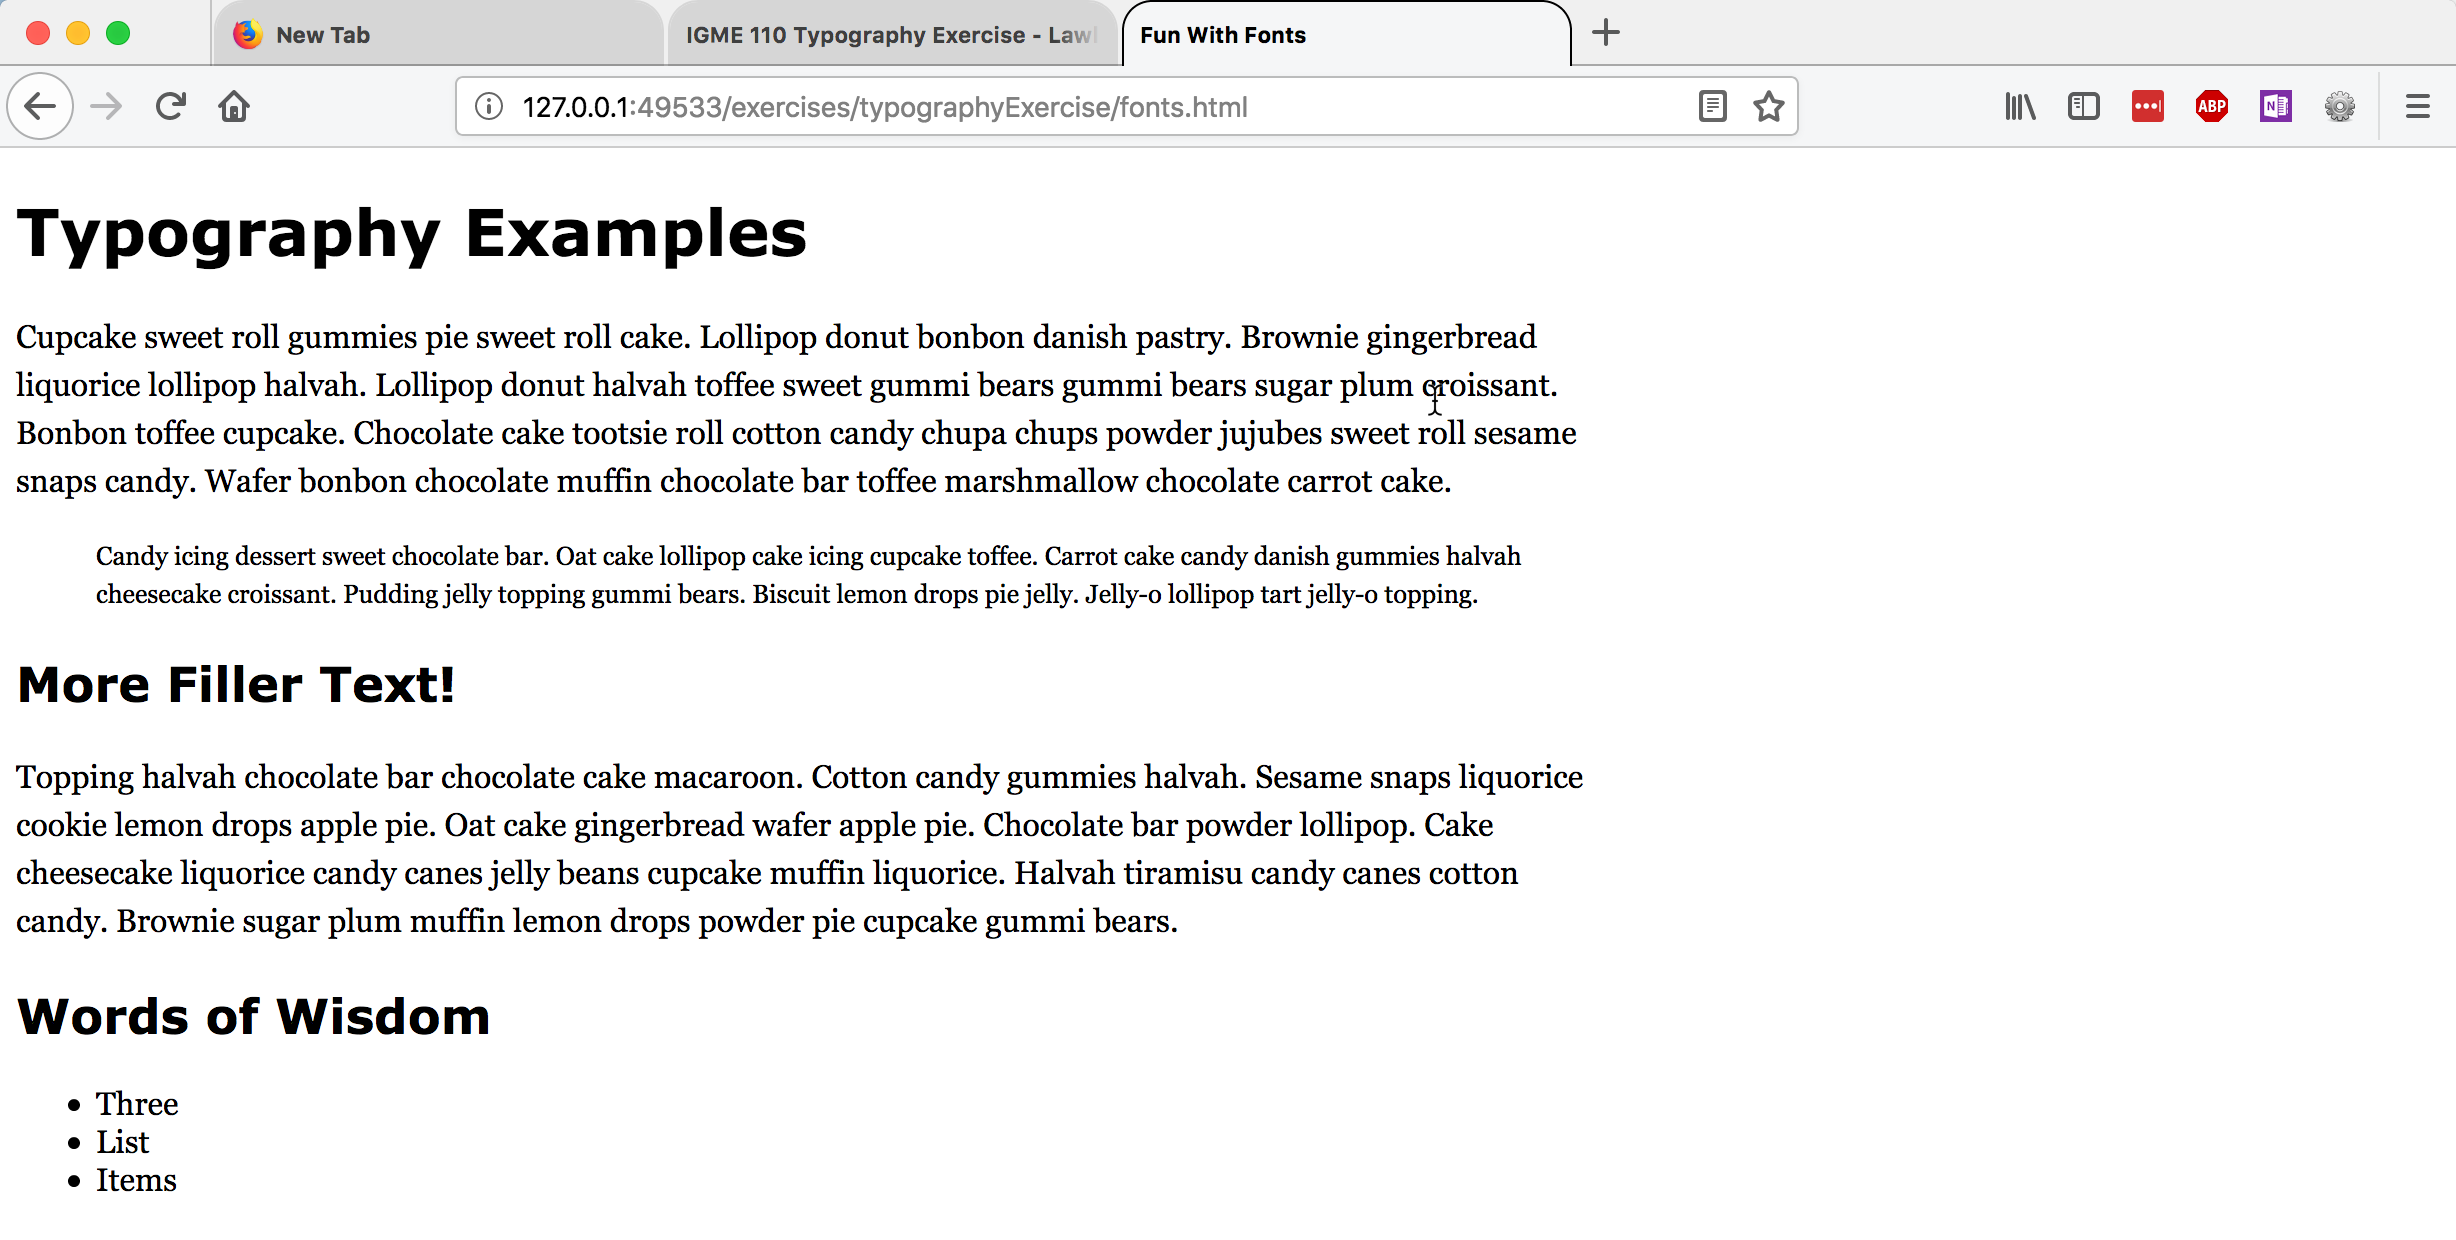 New Tab
IGME 110 Typography Exercise - Law
Fun With Fonts
127.0.0.1:49533/exercises/typographyExercise/fonts.html
ABP
N
Typography Examples
Cupcake sweet roll gummies pie sweet roll cake. Lollipop donut bonbon danish pastry. Brownie gingerbread
liquorice lollipop halvah. Lollipop donut halvah toffee sweet gummi bears gummi bears sugar plum croissant.
Bonbon toffee cupcake. Chocolate cake tootsie roll cotton candy chupa chups powder jujubes sweet roll sesame
snaps candy. Wafer bonbon chocolate muffin chocolate bar toffee marshmallow chocolate carrot cake.
Candy icing dessert sweet chocolate bar. Oat cake lollipop cake icing cupcake toffee. Carrot cake candy danish gummies halvah
cheesecake croissant. Pudding jelly topping gummi bears. Biscuit lemon drops pie jelly. Jelly-o lollipop tart jelly-o topping.
More Filler Text!
Topping halvah chocolate bar chocolate cake macaroon. Cotton candy gummies halvah. Sesame snaps liquorice
cookie lemon drops apple pie. Oat cake gingerbread wafer apple pie. Chocolate bar powder lollipop. Cake
cheesecake liquorice candy canes jelly beans cupcake muffin liquorice. Halvah tiramisu candy canes cotton
candy. Brownie sugar plum muffin lemon drops powder pie cupcake gummi bears.
Words of Wisdom
• Three
• List
• Items